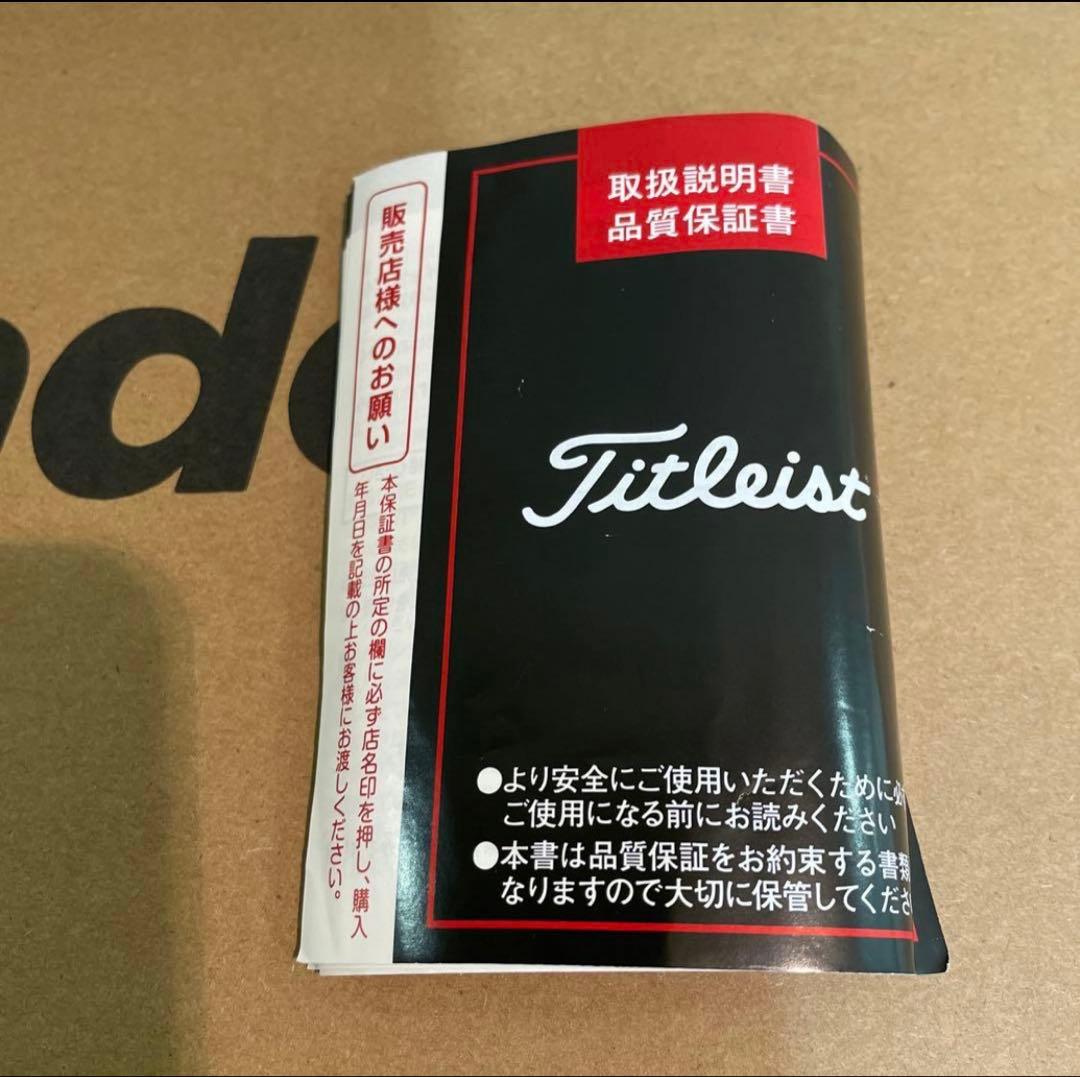 取扱説明書
品質保証書
販売店様へのお願い
本保証書の所定の欄に必ず店名印を押し、購入
年月日を記載の上お客様にお渡しください。
Titleist
●より安全にご使用いただくために必
ご使用になる前にお読みください
●本書は品質保証をお約束する書類
なりますので大切に保管してくださ